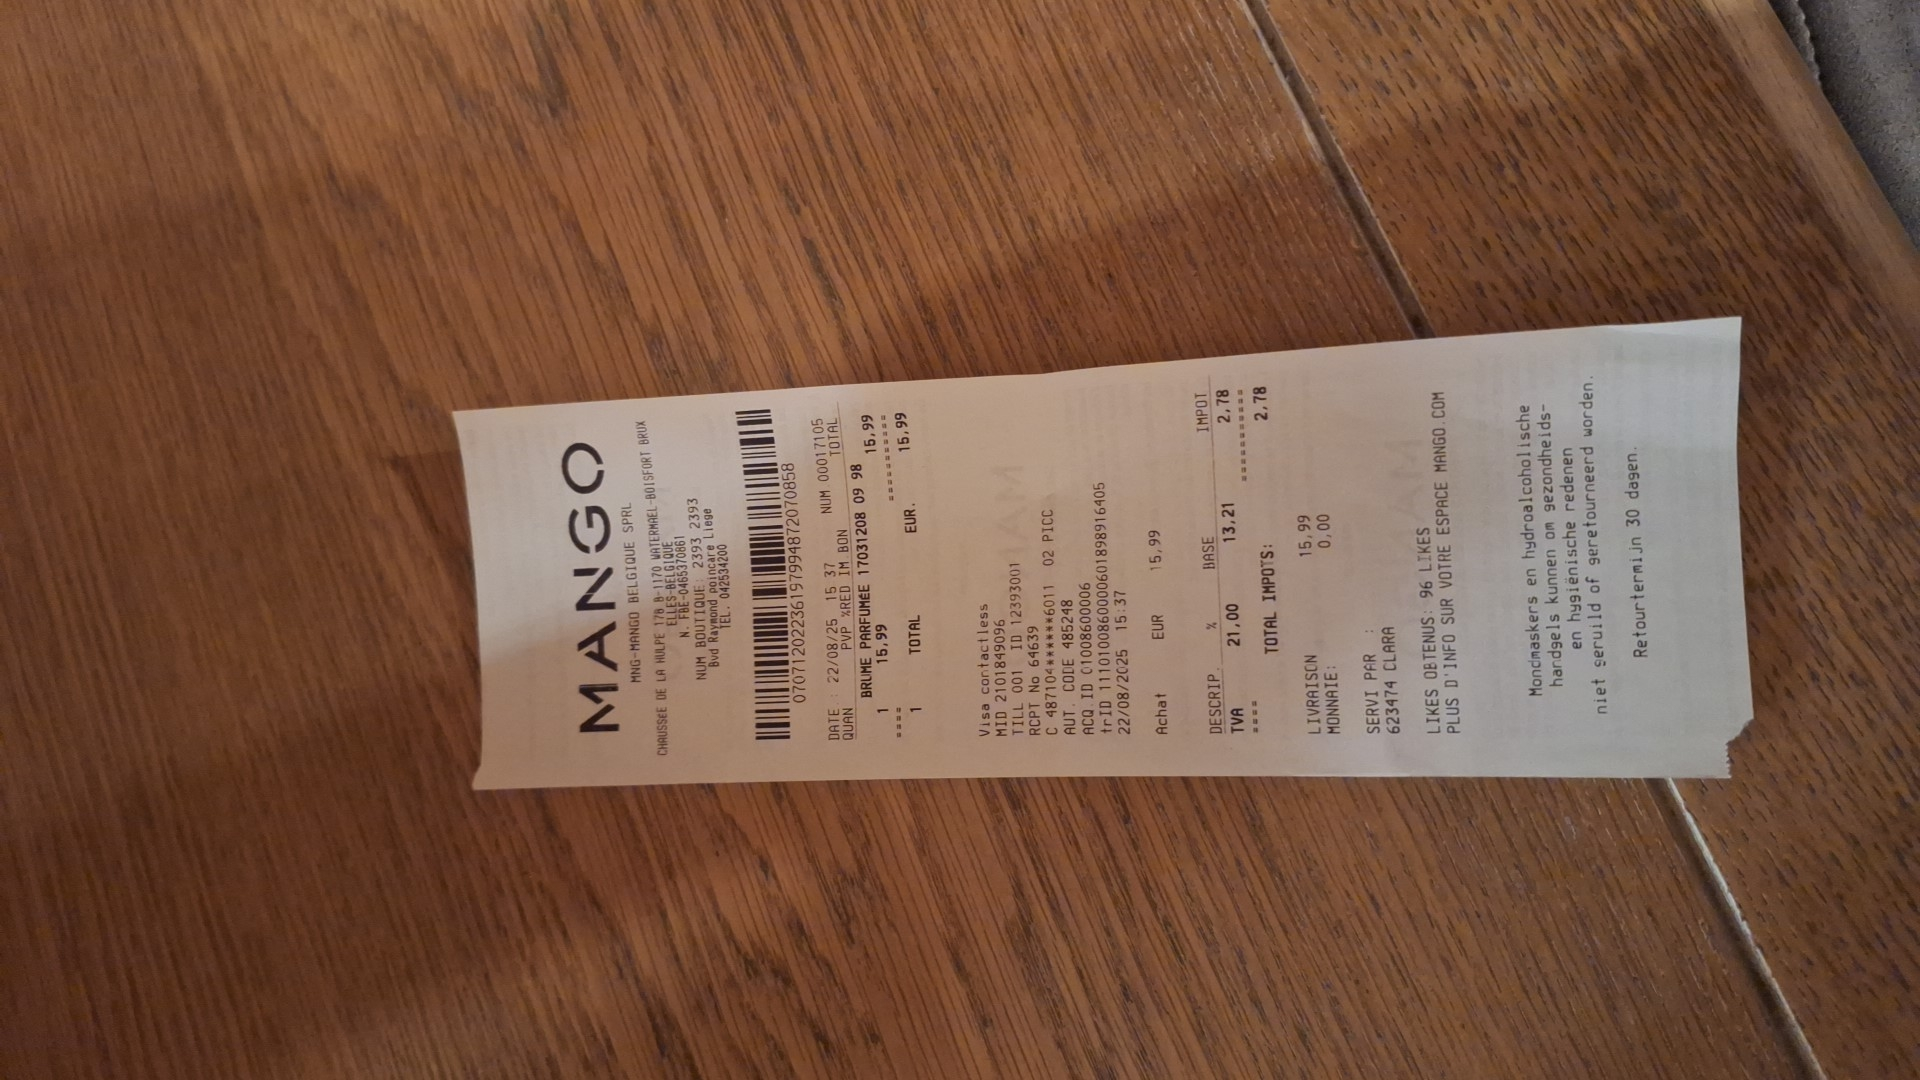 MANGO
MNG-MANGO BELGIQUE SPRL
CHAUSSEE DE LA HULPE 178 B-1170 WATERMAEL-BOISFORT BRUX
ELLES-BELGIQUE
N. FBE-0465370861
NUM BOUTIQUE: 2393 2393
Bvd Raymond poincare Liege
TEL. 042534200
07071202236197994872070858
DATE : 22/08/25 15 37 NUM 00017105
QUAN PVP %RED IM BON TOTAL
BRUME PARFUMÉE 17031208 09 98
1 15,99 15,99
==== ==========
1 TOTAL EUR. 15,99
Visa contactless
MID 210184909​6
TILL 001 ID 12393001
RCPT No 64639
C 487104******6011 02 PICC
AUT. CODE 485248
ACQ.ID C1008600006
trID 111010086000060189898916405
22/08/2025 15:37
Achat EUR 15,99
DESCRIP. % BASE IMPOT
TVA 21,00 13,21 2,78
==== ==========
TOTAL IMPOTS: 2,78
LIVRAISON 15,99
MONNAIE: 0,00
SERVI PAR :
623474 CLARA
LIKES OBTENUS: 96 LIKES
PLUS D'INFO SUR VOTRE ESPACE MANGO.COM
Mondmaskers en hydroalcoholische
handgels kunnen om gezondheids-
en hygiënische redenen
niet geruild of geretourneerd worden.
Retourtermijn 30 dagen.